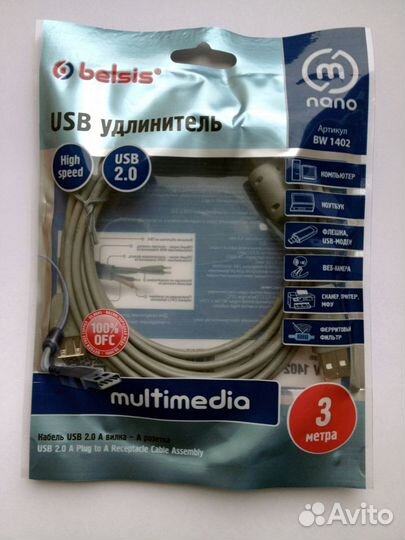 belsis®
nano
USB удлинитель
Артикул
BW 1402
High
speed
USB
2.0
КОМПЬЮТЕР
НОУТБУК
ФЛЕШКА,
USB-МОДЕМ
ВЕБ-КАМЕРА
СКАНЕР, ПРИНТЕР,
МФУ
ФЕРРИТОВЫЙ
ФИЛЬТР
100%
OFC
1402
multimedia
3
метра
Кабель USB 2.0 А вилка - А розетка
USB 2.0 A Plug to A Receptacle Cable Assembly
Avito